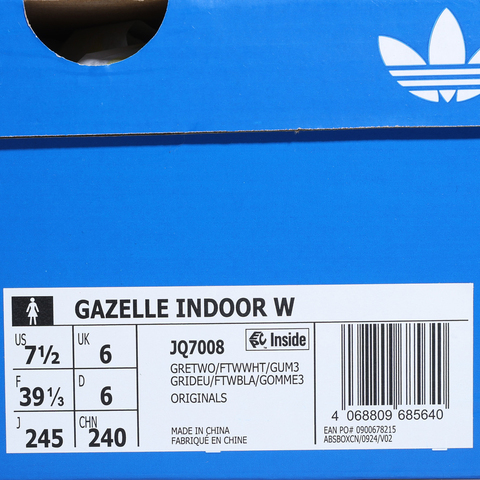 GAZELLE INDOOR W
US 7½ UK 6
F 39⅓ D 6
J 245 CHN 240
JQ7008 Inside
GRETWO/FTWWHT/GUM3
GRIDEU/FTWBLA/GOMME3
ORIGINALS
MADE IN CHINA
FABRIQUÉ EN CHINE
4 068809 685640
EAN PO# 0900678215
ABSBOXCN/0924/V02